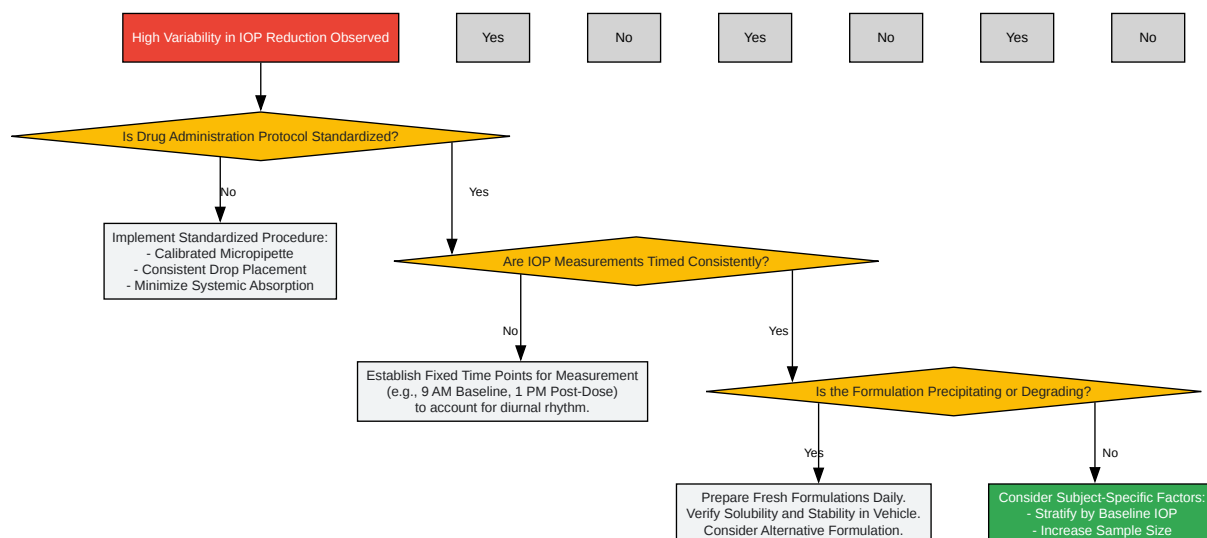 High Variability in IOP Reduction Observed
Yes
No
Yes
No
Yes
No
Is Drug Administration Protocol Standardized?
No
Yes
Implement Standardized Procedure:
- Calibrated Micropipette
- Consistent Drop Placement
- Minimize Systemic Absorption
Are IOP Measurements Timed Consistently?
No
Yes
Establish Fixed Time Points for Measurement
(e.g., 9 AM Baseline, 1 PM Post-Dose)
to account for diurnal rhythm.
Is the Formulation Precipitating or Degrading?
Yes
No
Prepare Fresh Formulations Daily.
Verify Solubility and Stability in Vehicle.
Consider Alternative Formulation.
Consider Subject-Specific Factors:
- Stratify by Baseline IOP
- Increase Sample Size